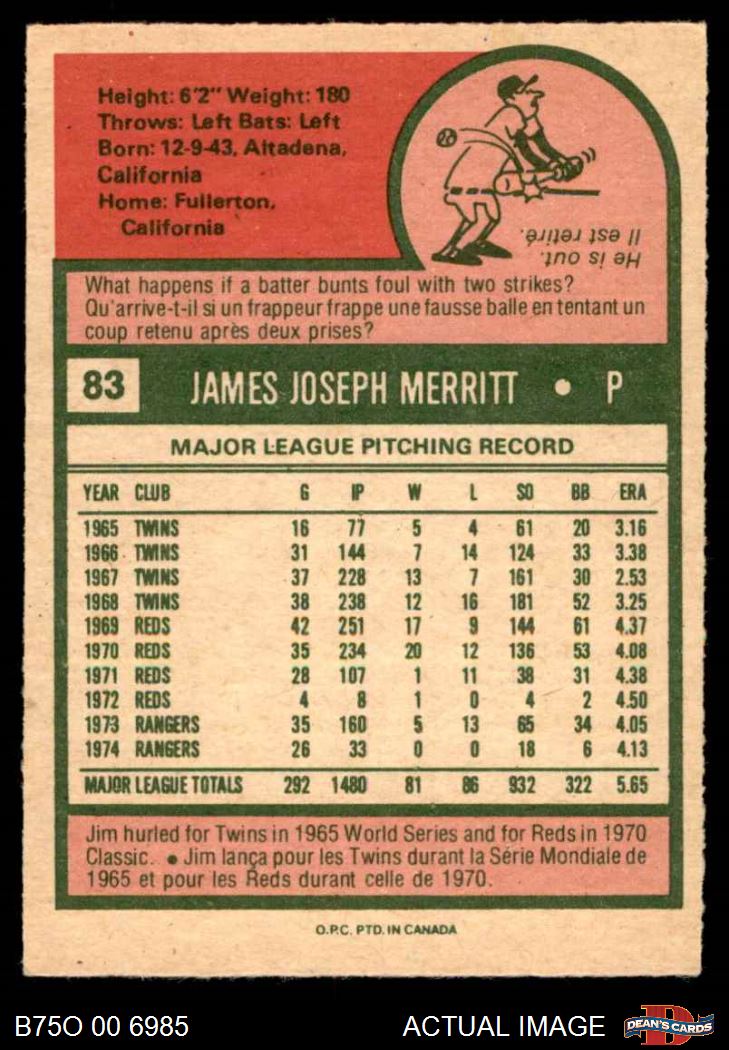 Height: 6'2" Weight: 180
Throws: Left Bats: Left
Born: 12-9-43, Altadena,
California
Home: Fullerton,
California
He is out.
Il est retiré.
What happens if a batter bunts foul with two strikes?
Qu'arrive-t-il si un frappeur frappe une fausse balle en tentant un
coup retenu après deux prises?
83 JAMES JOSEPH MERRITT • P
MAJOR LEAGUE PITCHING RECORD
YEAR CLUB G IP W L SO BB ERA
1965 TWINS 16 77 5 4 61 20 3.16
1966 TWINS 31 144 7 14 124 33 3.38
1967 TWINS 37 228 13 7 161 30 2.53
1968 TWINS 38 238 12 16 181 52 3.25
1969 REDS 42 251 17 9 144 61 4.37
1970 REDS 35 234 20 12 136 53 4.08
1971 REDS 28 107 1 11 38 31 4.38
1972 REDS 4 8 1 0 4 2 4.50
1973 RANGERS 35 160 5 13 65 34 4.05
1974 RANGERS 26 33 0 0 18 6 4.13
MAJOR LEAGUE TOTALS 292 1480 81 86 932 322 5.65
Jim hurled for Twins in 1965 World Series and for Reds in 1970
Classic. • Jim lança pour les Twins durant la Série Mondiale de
1965 et pour les Reds durant celle de 1970.
O.P.C. PTD. IN CANADA
B75O 00 6985 ACTUAL IMAGE D DEAN'S CARDS